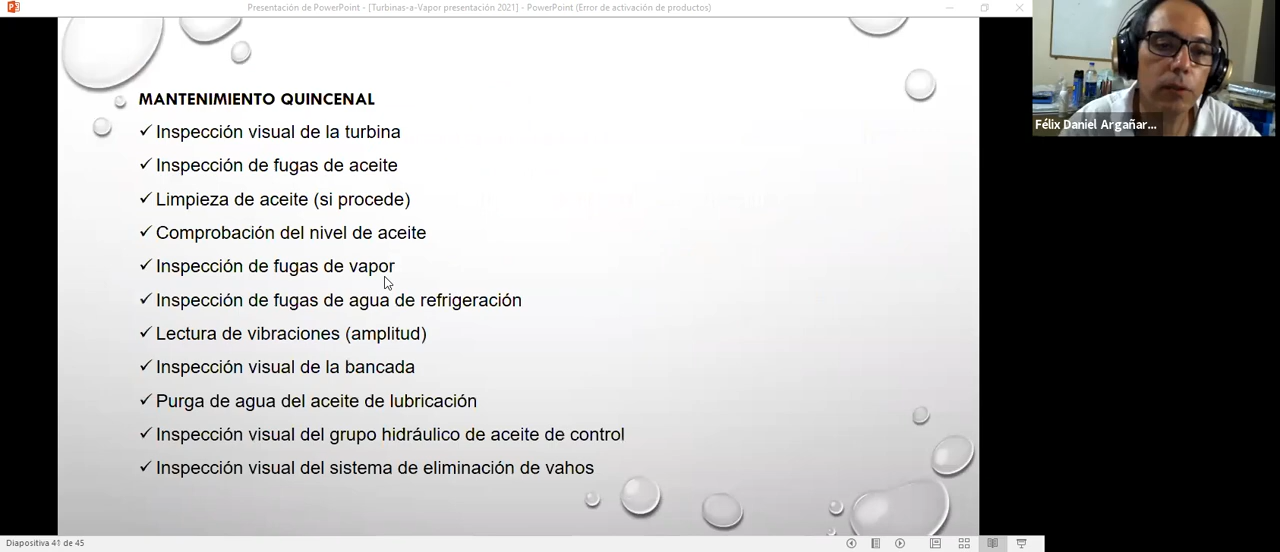 Presentación de PowerPoint - [Turbinas-a-Vapor presentación 2021] - PowerPoint (Error de activación de productos)
MANTENIMIENTO QUINCENAL
✓ Inspección visual de la turbina
✓ Inspección de fugas de aceite
✓ Limpieza de aceite (si procede)
✓ Comprobación del nivel de aceite
✓ Inspección de fugas de vapor
✓ Inspección de fugas de agua de refrigeración
✓ Lectura de vibraciones (amplitud)
✓ Inspección visual de la bancada
✓ Purga de agua del aceite de lubricación
✓ Inspección visual del grupo hidráulico de aceite de control
✓ Inspección visual del sistema de eliminación de vahos
Félix Daniel Argañar...
Diapositiva 41 de 45